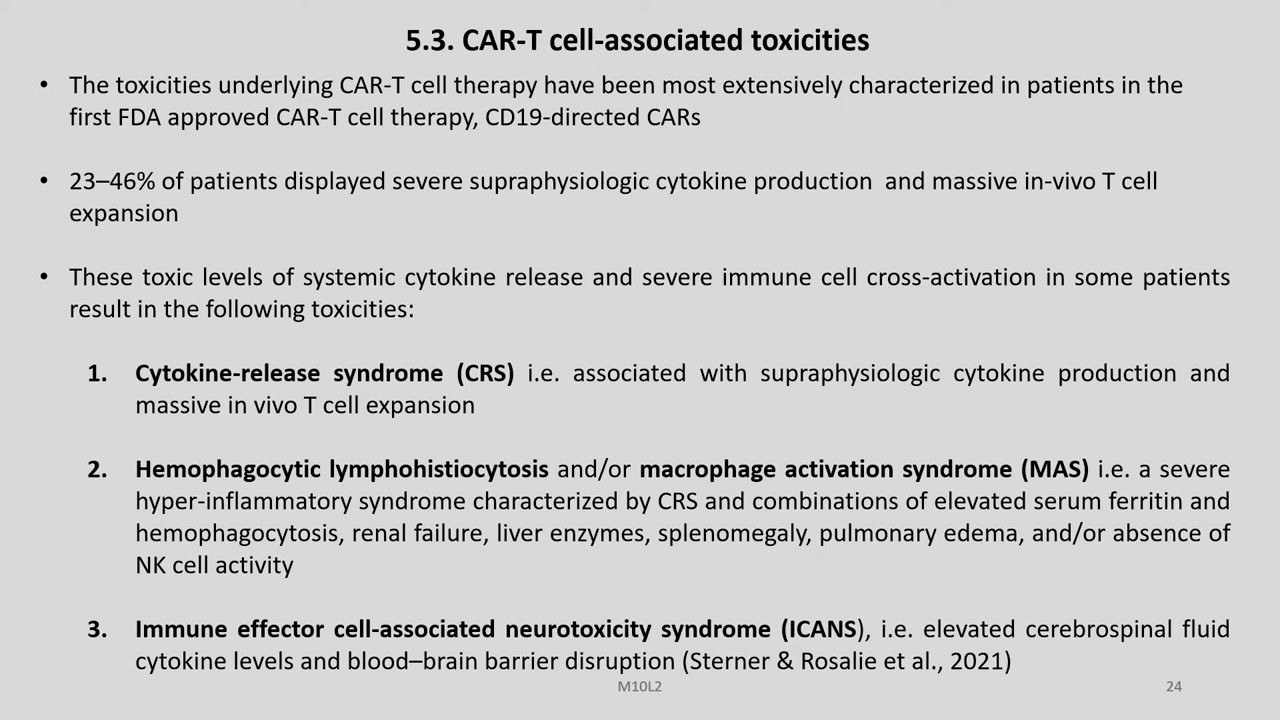 5.3. CAR-T cell-associated toxicities
• The toxicities underlying CAR-T cell therapy have been most extensively characterized in patients in the
first FDA approved CAR-T cell therapy, CD19-directed CARs
• 23–46% of patients displayed severe supraphysiologic cytokine production  and massive in-vivo T cell
expansion
• These toxic levels of systemic cytokine release and severe immune cell cross-activation in some patients
result in the following toxicities:
1. Cytokine-release syndrome (CRS) i.e. associated with supraphysiologic cytokine production and
massive in vivo T cell expansion
2. Hemophagocytic lymphohistiocytosis and/or macrophage activation syndrome (MAS) i.e. a severe
hyper-inflammatory syndrome characterized by CRS and combinations of elevated serum ferritin and
hemophagocytosis, renal failure, liver enzymes, splenomegaly, pulmonary edema, and/or absence of
NK cell activity
3. Immune effector cell-associated neurotoxicity syndrome (ICANS), i.e. elevated cerebrospinal fluid
cytokine levels and blood–brain barrier disruption (Sterner & Rosalie et al., 2021)
M10L2
24